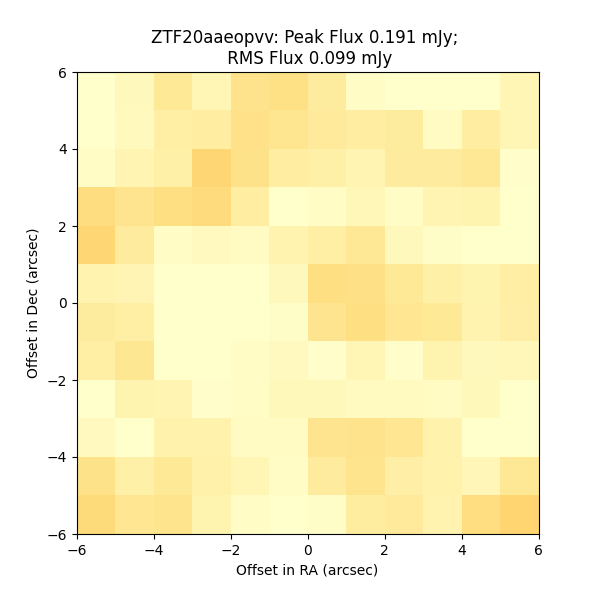 ZTF20aaeopvv: Peak Flux 0.191 mJy;
RMS Flux 0.099 mJy
6
4
2
0
−2
−4
−6
Offset in Dec (arcsec)
−6 −4 −2 0 2 4 6
Offset in RA (arcsec)